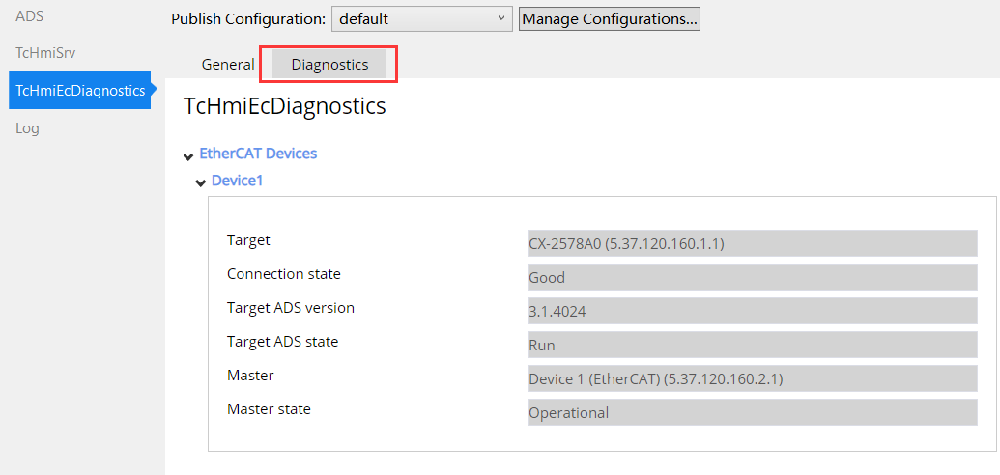 ADS
TcHmiSrv
TcHmiEcDiagnostics
Log
Publish Configuration: default Manage Configurations...
General Diagnostics
TcHmiEcDiagnostics
EtherCAT Devices
Device1
Target CX-2578A0 (5.37.120.160.1.1)
Connection state Good
Target ADS version 3.1.4024
Target ADS state Run
Master Device 1 (EtherCAT) (5.37.120.160.2.1)
Master state Operational